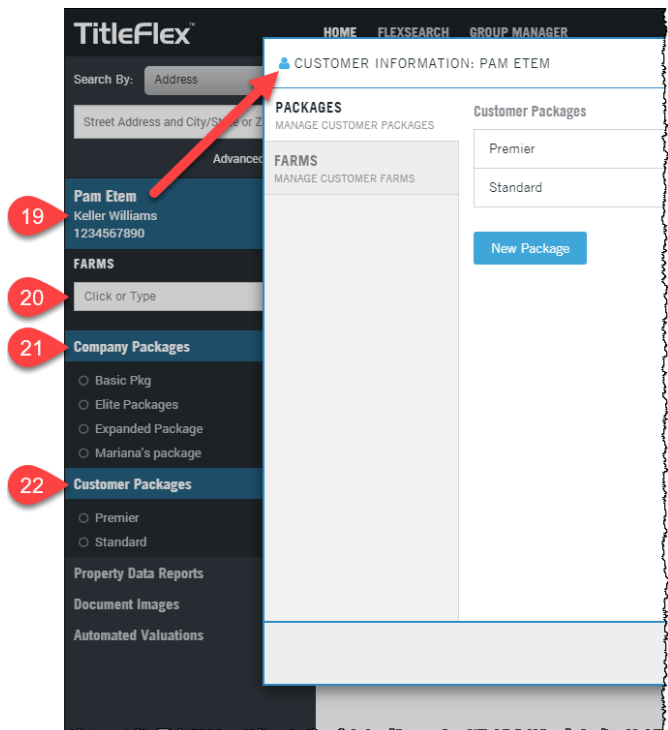 TitleFlex™
HOME FLEXSEARCH GROUP MANAGER
Search By: Address
Street Address and City/State or Z
Advanced
19
Pam Etem
Keller Williams
1234567890
FARMS
20
Click or Type
21
Company Packages
Basic Pkg
Elite Packages
Expanded Package
Mariana's package
22
Customer Packages
Premier
Standard
Property Data Reports
Document Images
Automated Valuations
CUSTOMER INFORMATION: PAM ETEM
PACKAGES
MANAGE CUSTOMER PACKAGES
FARMS
MANAGE CUSTOMER FARMS
Customer Packages
Premier
Standard
New Package